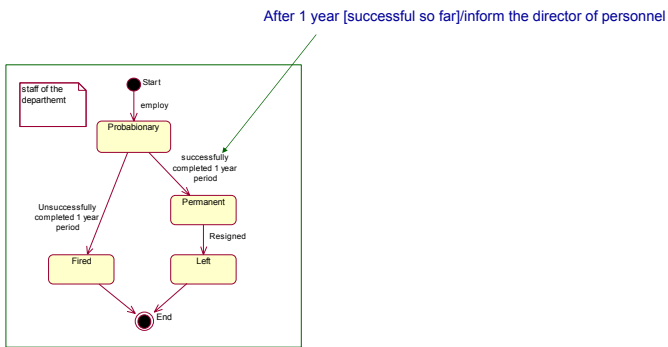 After 1 year [successful so far]/inform the director of personnel
staff of the
departhemt
Start
employ
Probabionary
successfully
completed 1 year
period
Unsuccessfully
completed 1 year
period
Permanent
Resigned
Fired
Left
End